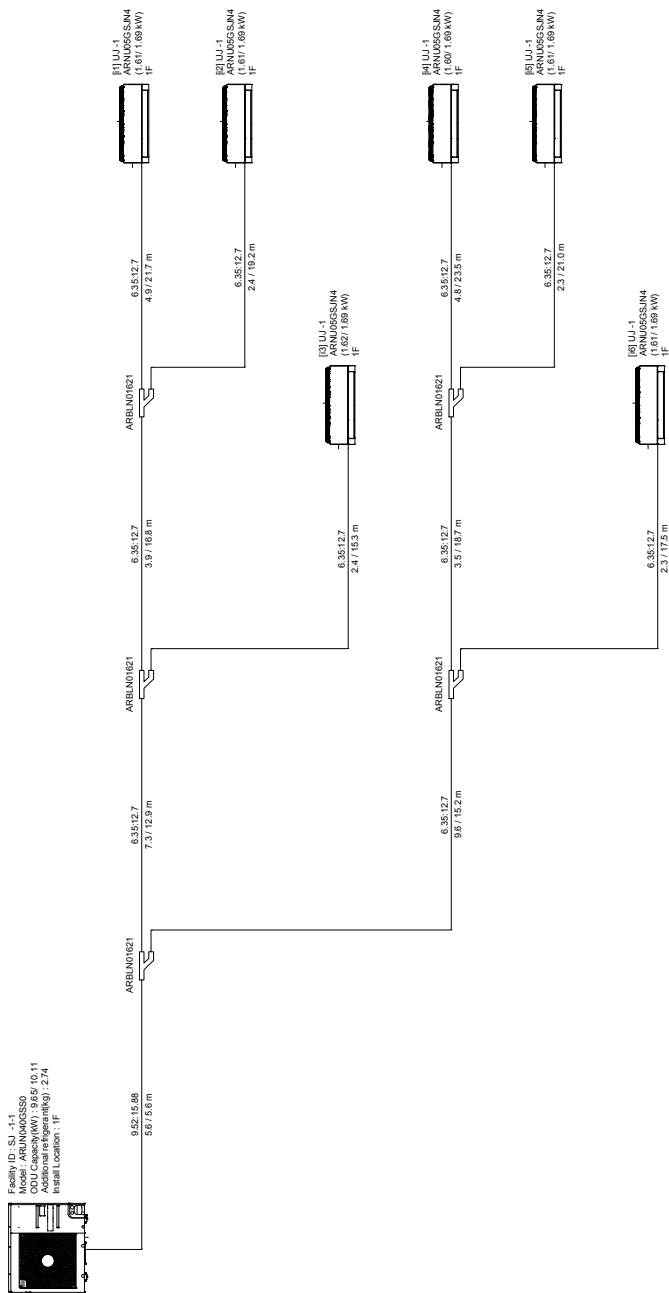 Facility ID : SJ -1-1
Model : ARUN040GSS0
ODU Capacity(kW) : 9.65/ 10.11
Additional refrigerant(kg) : 2.74
Install Location : 1F
9.52:15.88
5.6 / 5.6 m
ARBLN01621
6.35:12.7
7.3 / 12.9 m
ARBLN01621
6.35:12.7
3.9 / 16.8 m
ARBLN01621
6.35:12.7
4.9 / 21.7 m
[i1] UJ -1
ARNU05GSJN4
(1.61/ 1.69 kW)
1F
6.35:12.7
2.4 / 19.2 m
[i2] UJ -1
ARNU05GSJN4
(1.61/ 1.69 kW)
1F
6.35:12.7
2.4 / 15.3 m
[i3] UJ -1
ARNU05GSJN4
(1.62/ 1.69 kW)
1F
6.35:12.7
9.6 / 15.2 m
ARBLN01621
6.35:12.7
3.5 / 18.7 m
ARBLN01621
6.35:12.7
4.8 / 23.5 m
[i4] UJ -1
ARNU05GSJN4
(1.60/ 1.69 kW)
1F
6.35:12.7
2.3 / 21.0 m
[i5] UJ -1
ARNU05GSJN4
(1.61/ 1.69 kW)
1F
6.35:12.7
2.3 / 17.5 m
[i6] UJ -1
ARNU05GSJN4
(1.61/ 1.69 kW)
1F